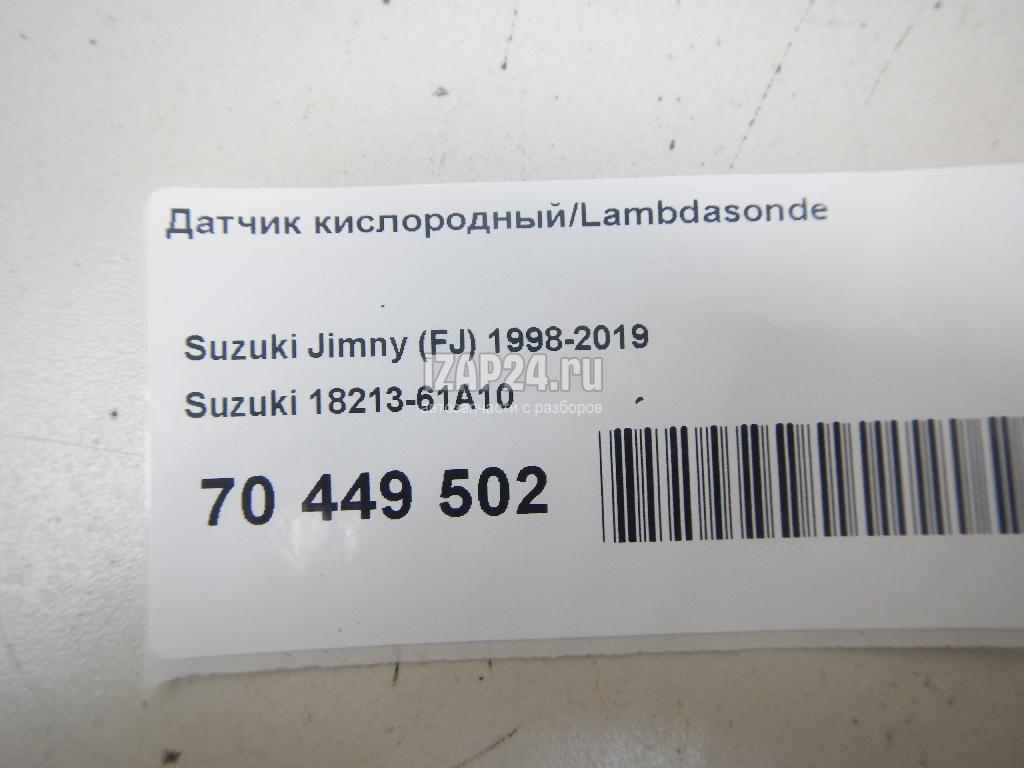 Датчик кислородный/Lambdasonde
Suzuki Jimny (FJ) 1998-2019
iZAP24.ru
Suzuki 18213-61A10
автозапчасти с разборов
70 449 502